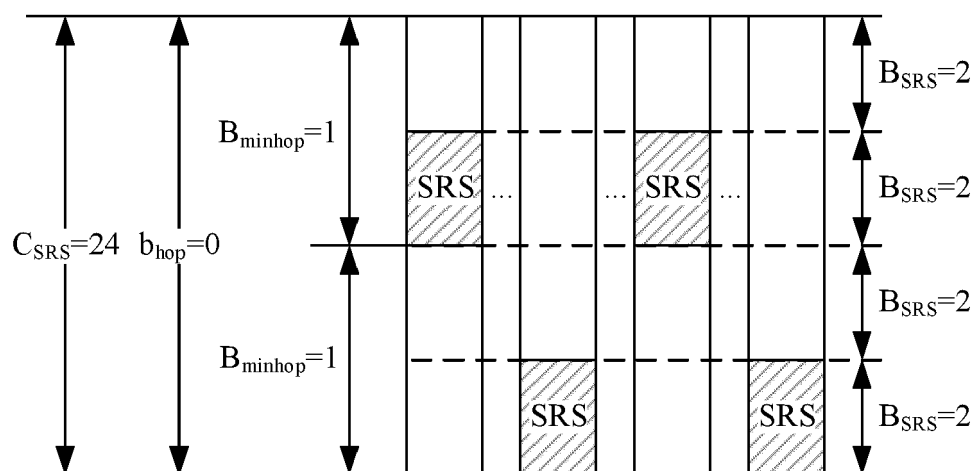 B_SRS=2
B_minhop=1
SRS
SRS
B_SRS=2
...
...
...
C_SRS=24
b_hop=0
B_SRS=2
B_minhop=1
SRS
SRS
B_SRS=2